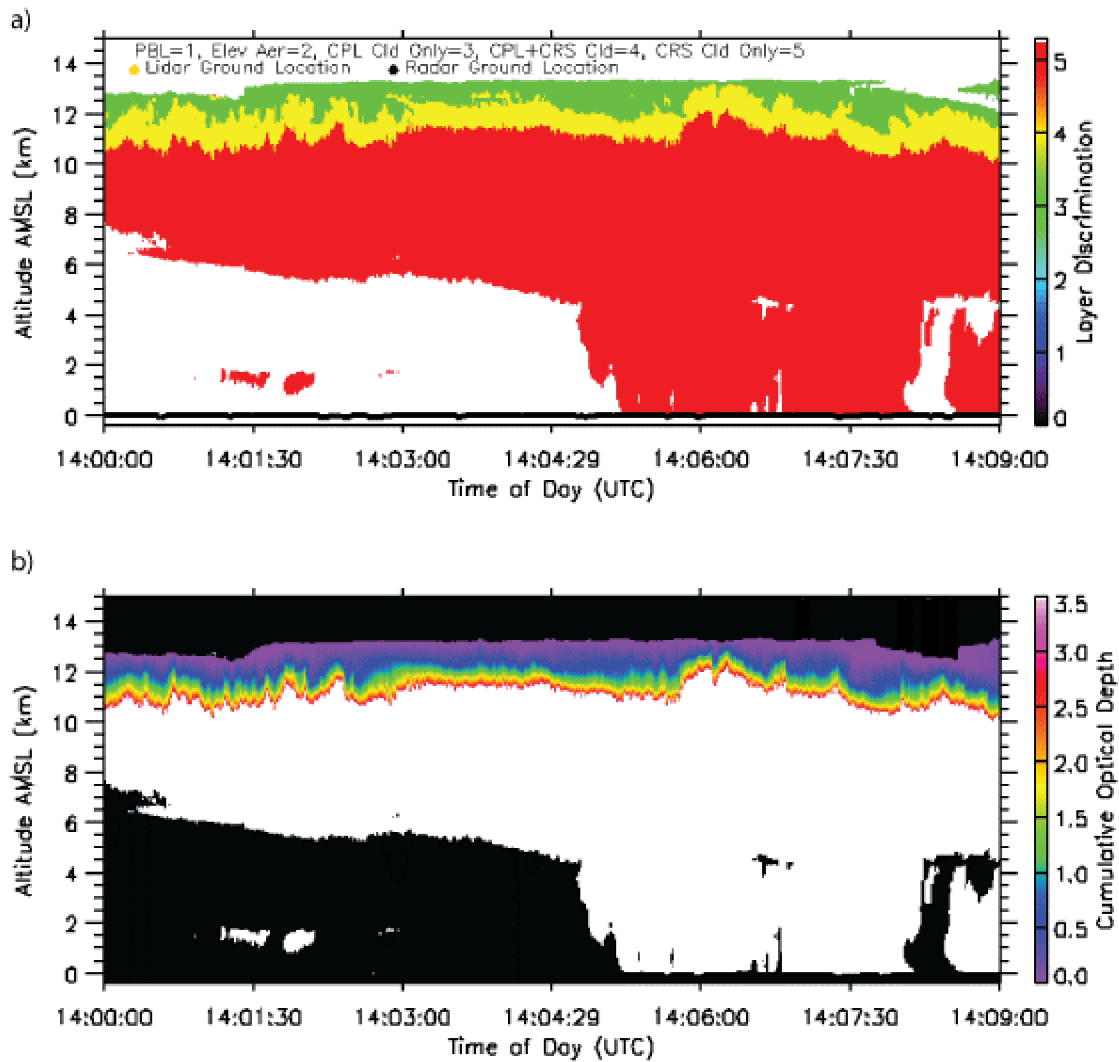 a)
PBL=1, Elev Aer=2, CPL Cld Only=3, CPL+CRS Cld=4, CRS Cld Only=5
Lidar Ground Location Radar Ground Location
14
12
10
8
6
4
2
0
Altitude AMSL (km)
14:00:00 14:01:30 14:03:00 14:04:29 14:06:00 14:07:30 14:09:00
Time of Day (UTC)
5
4
3
2
1
0
Layer Discrimination
b)
14
12
10
8
6
4
2
0
Altitude AMSL (km)
14:00:00 14:01:30 14:03:00 14:04:29 14:06:00 14:07:30 14:09:00
Time of Day (UTC)
3.5
3.0
2.5
2.0
1.5
1.0
0.5
0.0
Cumulative Optical Depth